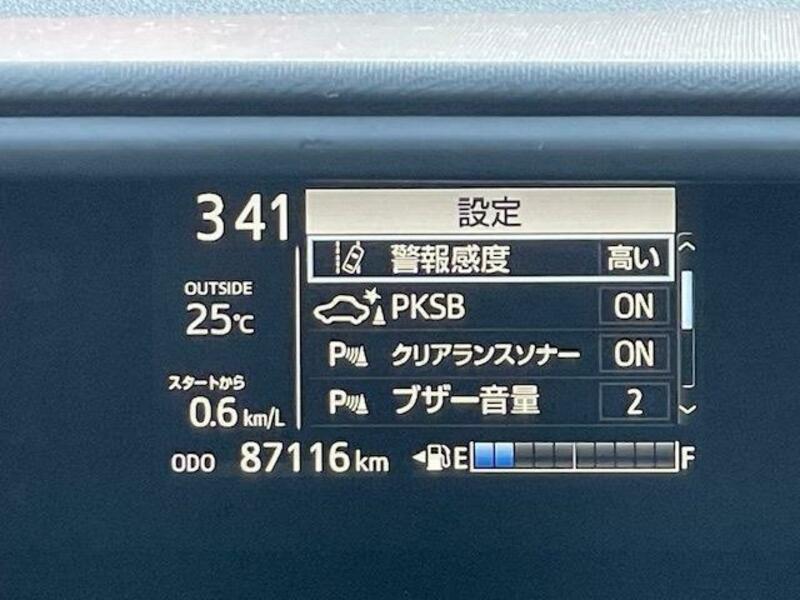 3 41
設定
警報感度 高い
OUTSIDE
25℃
PKSB ON
P クリアランスソナー ON
スタートから
0.6 km/L
P ブザー音量 2
ODO 87116 km E F